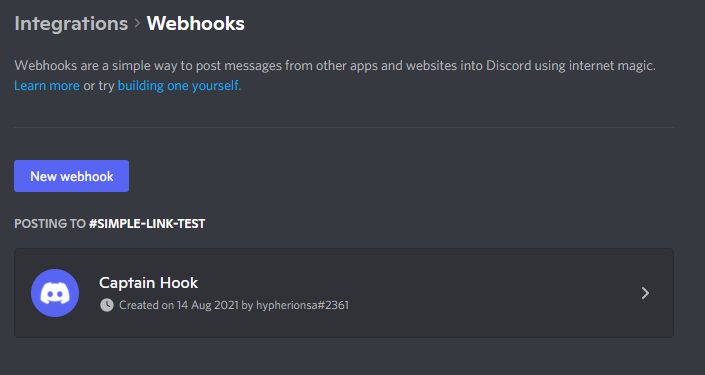 Integrations > Webhooks
Webhooks are a simple way to post messages from other apps and websites into Discord using internet magic.
Learn more or try building one yourself.
New webhook
POSTING TO #SIMPLE-LINK-TEST
Captain Hook
Created on 14 Aug 2021 by hypherionsa#2361